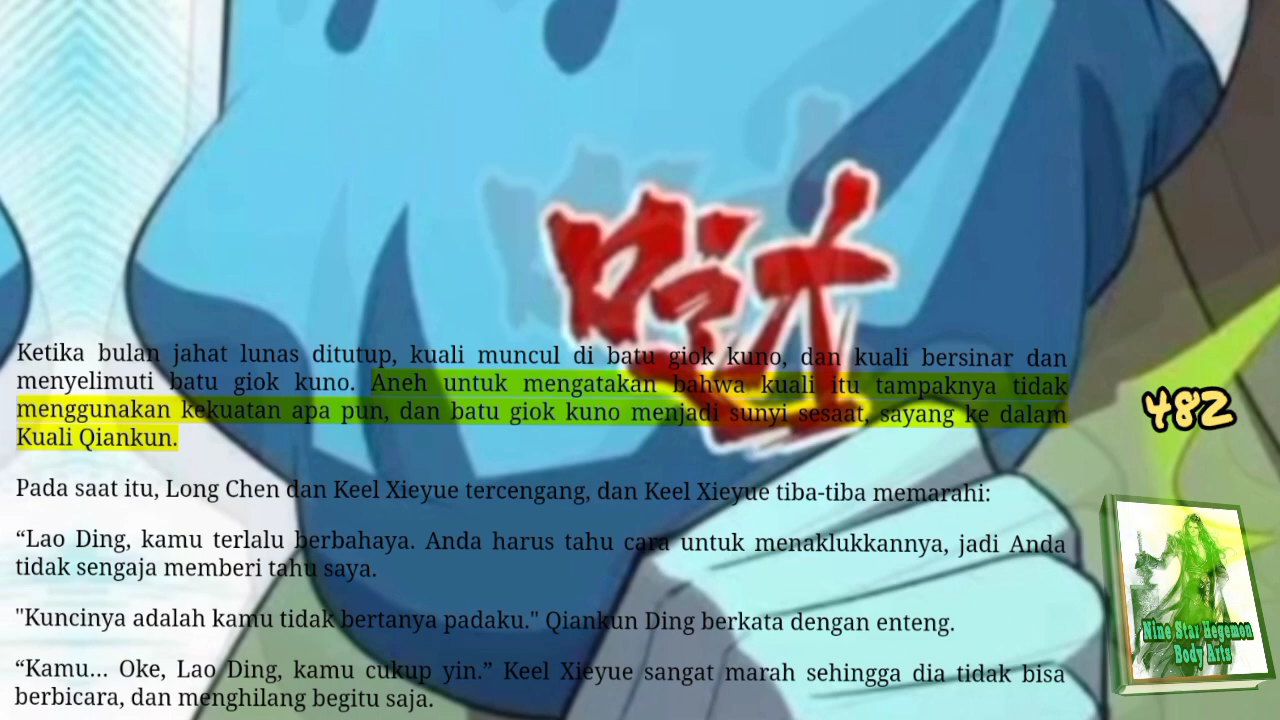 哒
Ketika bulan jahat lunas ditutup, kuali muncul di batu giok kuno, dan kuali bersinar dan
menyelimuti batu giok kuno. Aneh untuk mengatakan bahwa kuali itu tampaknya tidak
menggunakan kekuatan apa pun, dan batu giok kuno menjadi sunyi sesaat, sayang ke dalam
Kuali Qiankun.
Pada saat itu, Long Chen dan Keel Xieyue tercengang, dan Keel Xieyue tiba-tiba memarahi:
“Lao Ding, kamu terlalu berbahaya. Anda harus tahu cara untuk menaklukkannya, jadi Anda
tidak sengaja memberi tahu saya.
"Kuncinya adalah kamu tidak bertanya padaku." Qiankun Ding berkata dengan enteng.
“Kamu... Oke, Lao Ding, kamu cukup yin.” Keel Xieyue sangat marah sehingga dia tidak bisa
berbicara, dan menghilang begitu saja.
482
Nine Star Hegemon
Body Arts